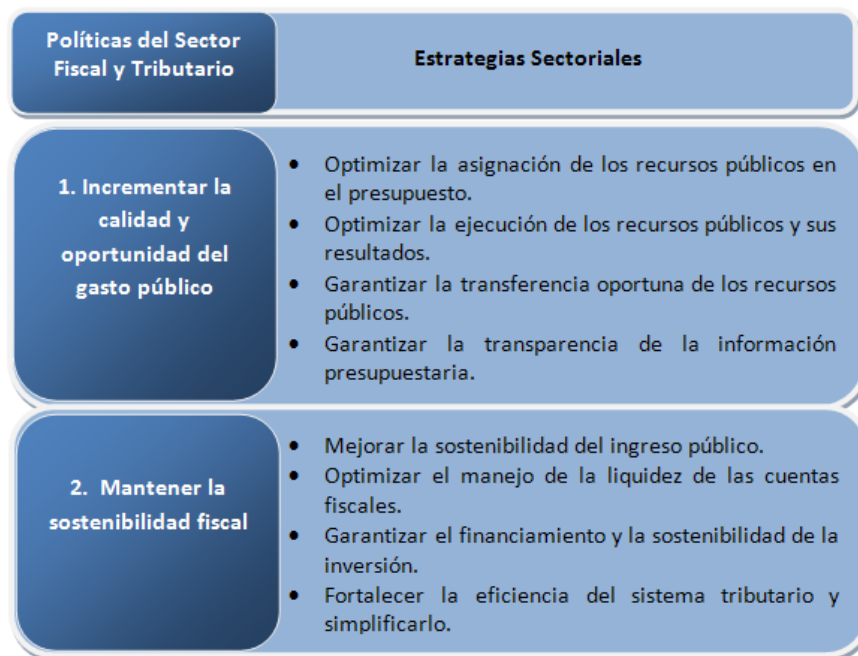 Políticas del Sector
Fiscal y Tributario
Estrategias Sectoriales
1. Incrementar la
calidad y
oportunidad del
gasto público
• Optimizar la asignación de los recursos públicos en
el presupuesto.
• Optimizar la ejecución de los recursos públicos y sus
resultados.
• Garantizar la transferencia oportuna de los recursos
públicos.
• Garantizar la transparencia de la información
presupuestaria.
2. Mantener la
sostenibilidad fiscal
• Mejorar la sostenibilidad del ingreso público.
• Optimizar el manejo de la liquidez de las cuentas
fiscales.
• Garantizar el financiamiento y la sostenibilidad de la
inversión.
• Fortalecer la eficiencia del sistema tributario y
simplificarlo.